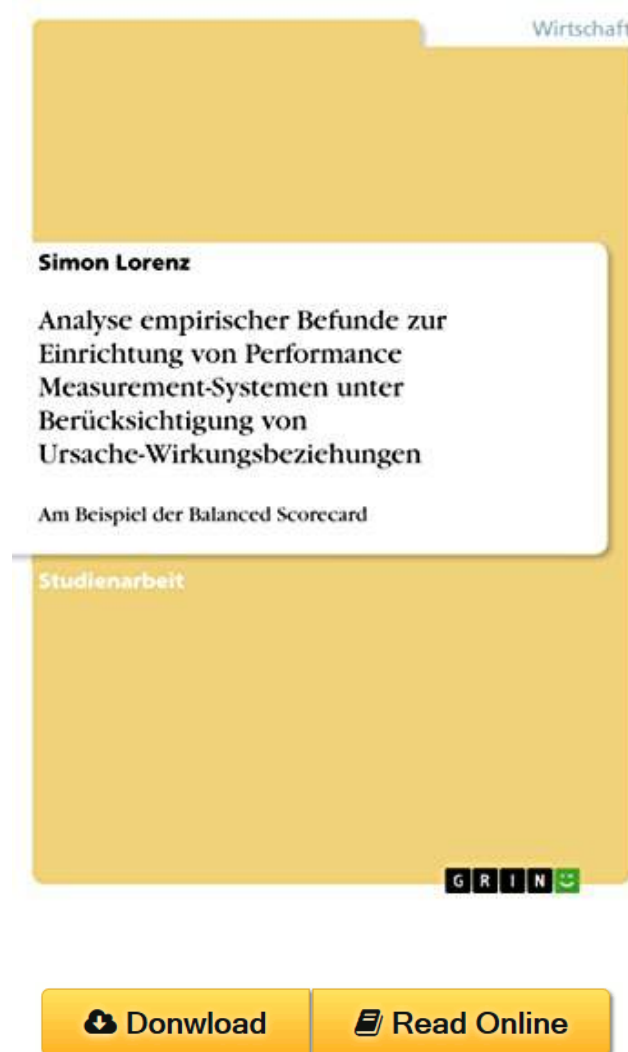 Wirtschaft
Simon Lorenz
Analyse empirischer Befunde zur
Einrichtung von Performance
Measurement-Systemen unter
Berücksichtigung von
Ursache-Wirkungsbeziehungen
Am Beispiel der Balanced Scorecard
Studienarbeit
GRIN
Donwload
Read Online